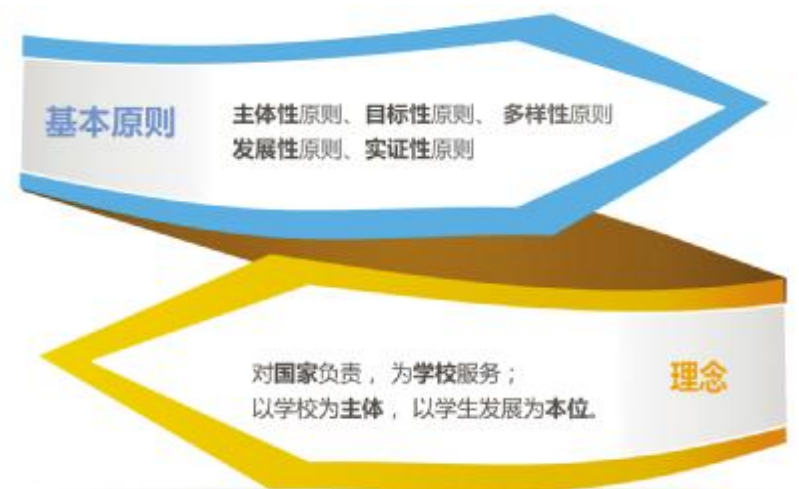 基本原则
主体性原则、目标性原则、多样性原则
发展性原则、实证性原则
对国家负责，为学校服务；
以学校为主体，以学生发展为本位。
理念